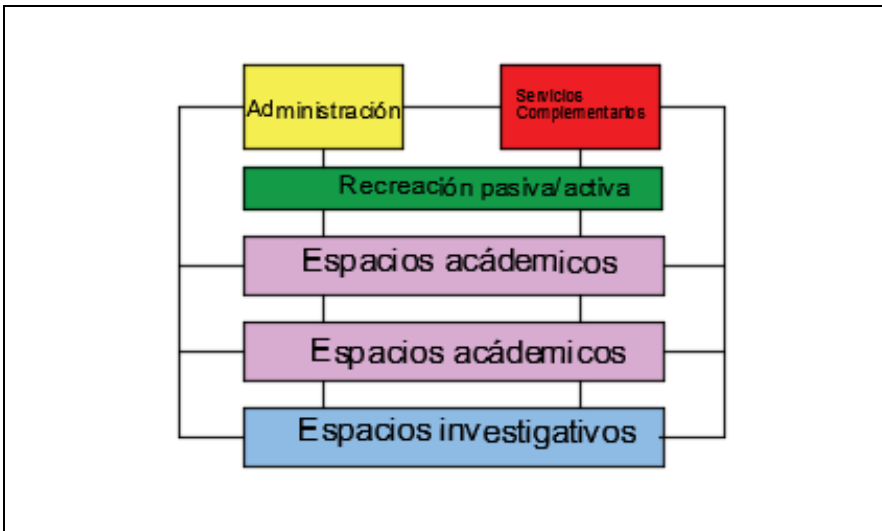 Administración
Servicios
Complementarios
Recreación pasiva/activa
Espacios acádemicos
Espacios acádemicos
Espacios investigativos